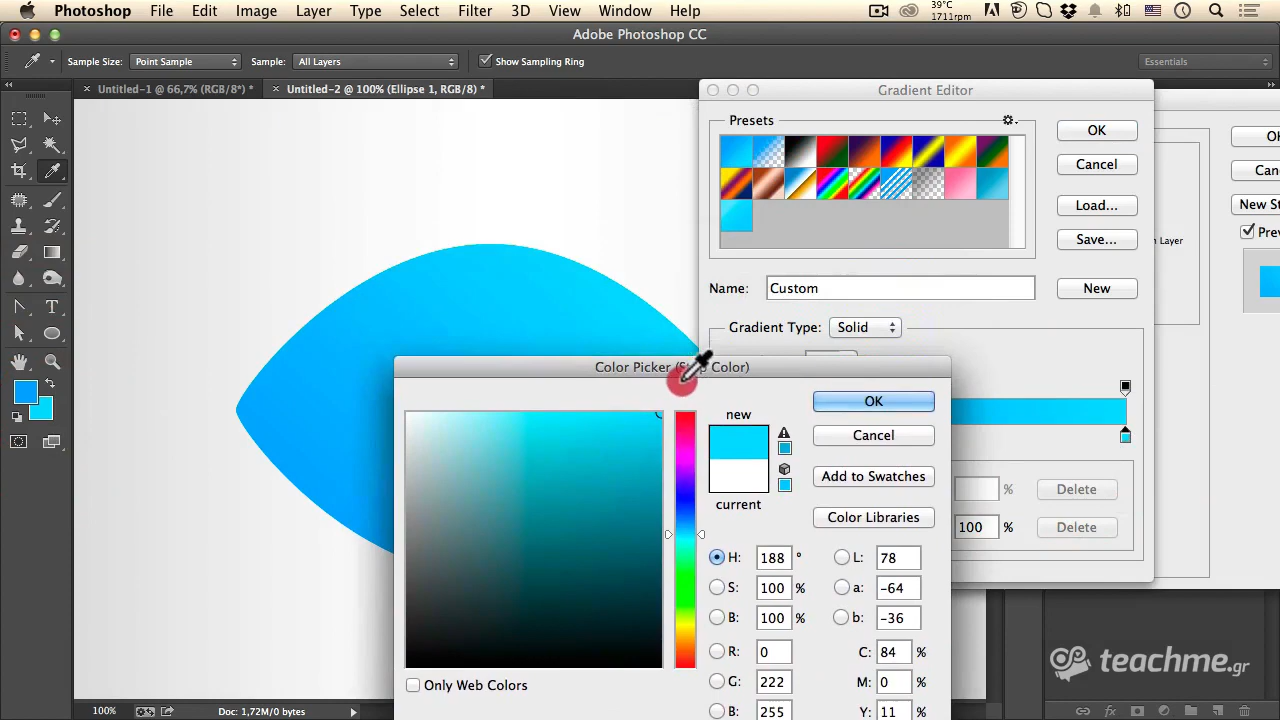 Photoshop File Edit Image Layer Type Select Filter 3D View Window Help 39°C 1711rpm
Adobe Photoshop CC
Sample Size: Point Sample Sample: All Layers Show Sampling Ring Essentials
Untitled-1 @ 66,7% (RGB/8*) * Untitled-2 @ 100% (Ellipse 1, RGB/8) *
Gradient Editor
Presets
OK
Cancel
Load...
Save...
Name: Custom New
Gradient Type: Solid
% Delete
100 % Delete
OK
New St
Layer
Color Picker (Stop Color)
new
current
OK
Cancel
Add to Swatches
Color Libraries
H: 188 ° L: 78
S: 100 % a: -64
B: 100 % b: -36
R: 0 C: 84 %
G: 222 M: 0 %
B: 255 Y: 11 %
Only Web Colors
100% Doc: 1,72M/0 bytes
teachme.gr